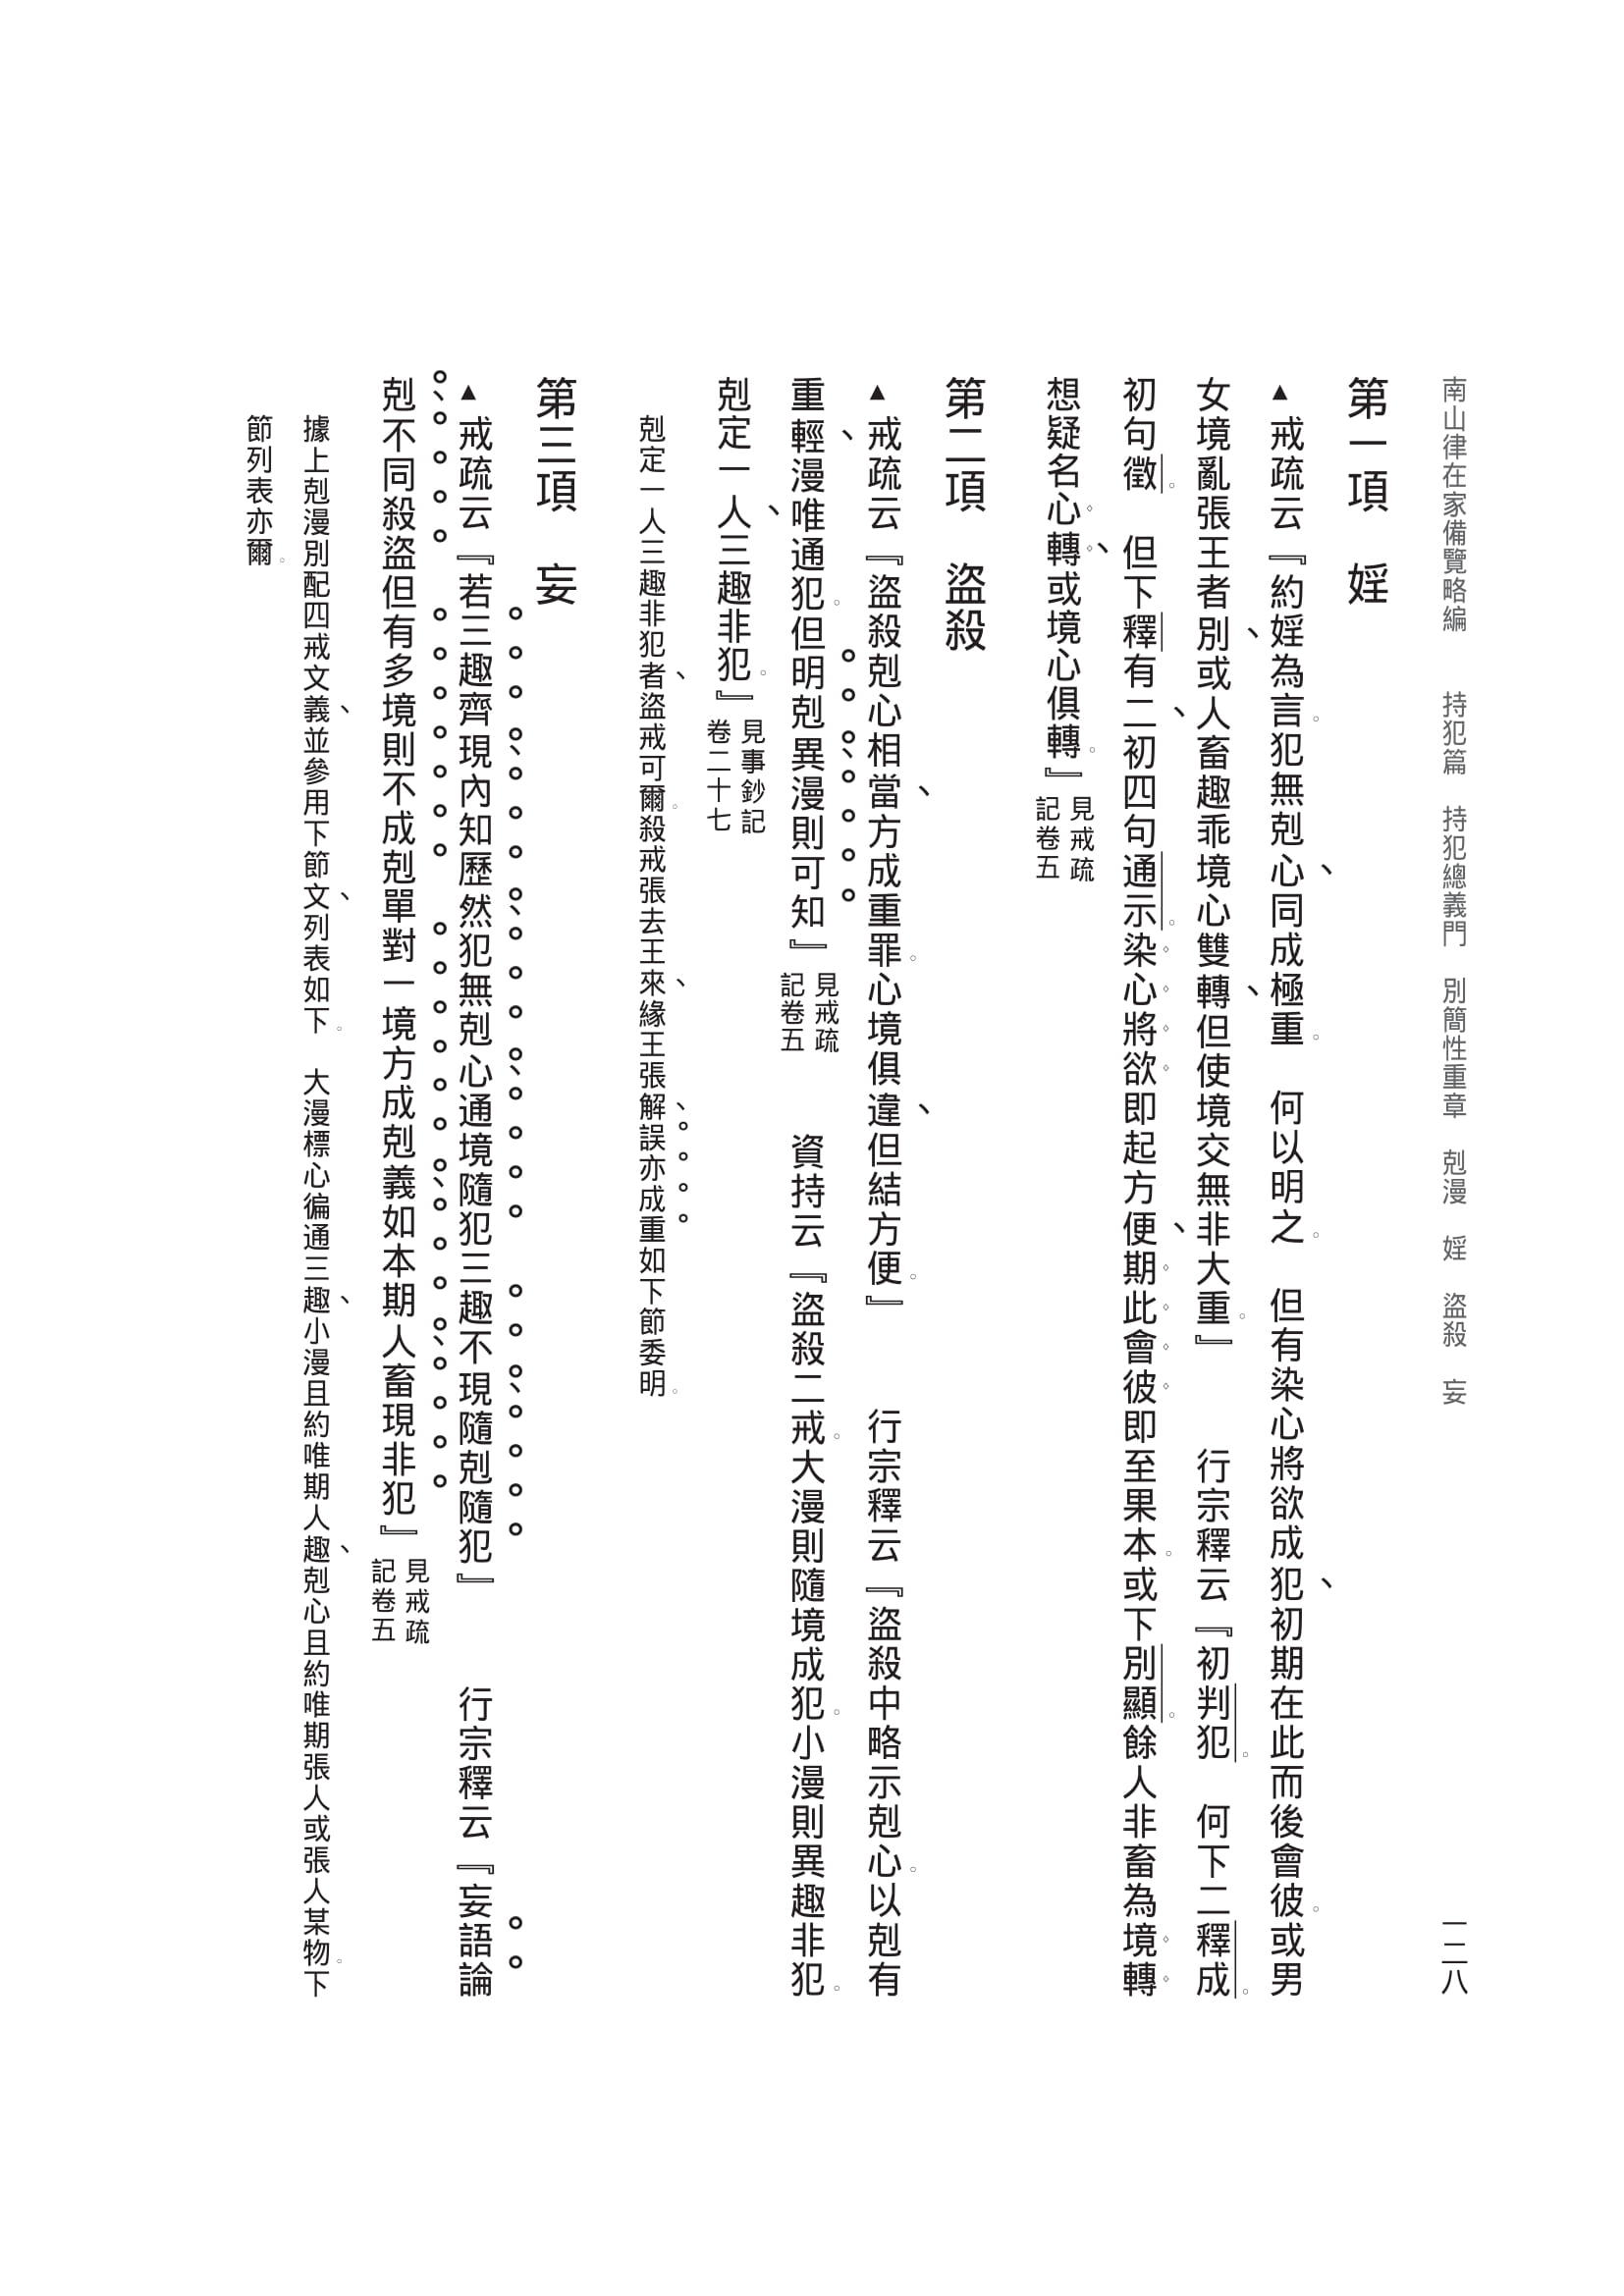 南山律在家備覽略編　持犯篇　持犯總義門　別簡性重章　剋漫　婬　盜殺　妄　一二八
第一項　婬
▲戒疏云『約婬為言。犯無剋心、同成極重。　何以明之。　但有染心將欲成犯、初期在此而後會彼。或男
女境亂張王者別、或人畜趣乖境心雙轉、但使境交無非大重。』　行宗釋云『初判犯。　何下二釋成。
初句徵。　但下釋有二、初四句通示。染心將欲即起方便、期此會彼即至果本。或下別顯。餘人非畜為境轉
想疑名心轉、或境心俱轉。』見戒疏記卷五
第二項　盜殺
▲戒疏云『盜殺剋心相當、方成重罪。心境俱違、但結方便。』　行宗釋云『盜殺中略示剋心。以剋有
重輕、漫唯通犯。但明剋異、漫則可知』見戒疏記卷五　資持云『盜殺二戒。大漫則隨境成犯。小漫則異趣非犯。
剋定一人、三趣非犯。』見事鈔記卷二十七
剋定一人三趣非犯者、盜戒可爾。殺戒張去王來、緣王張解、誤亦成重如下節委明。
第三項　妄
▲戒疏云『若三趣齊現、內知歷然、犯無剋心、通境隨犯三趣不現、隨剋隨犯』　行宗釋云『妄語論
剋、不同殺盜但有多境則不成剋單對一境方成剋義、如本期人、畜現非犯』見戒疏記卷五
據上剋漫別配四戒文義、並參用下節文、列表如下。　大漫標心徧通三趣、小漫且約唯期人趣、剋心且約唯期張人或張人某物。下
節列表亦爾。